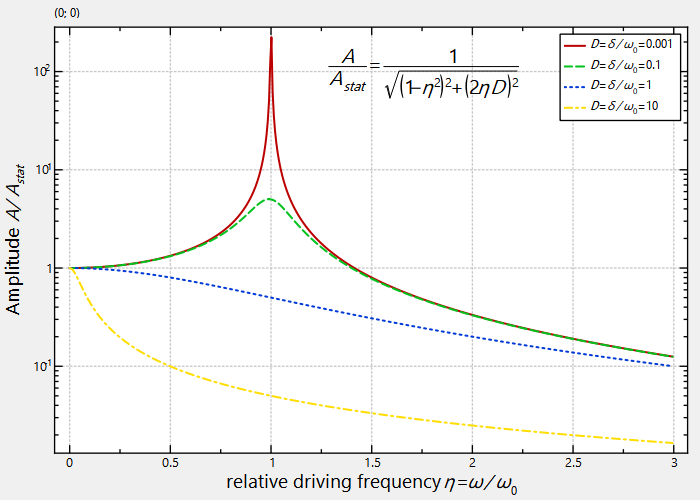 (0; 0)
A/A_stat = 1/√((1-η²)²+(2ηD)²)
D=δ/ω₀=0.001
D=δ/ω₀=0.1
D=δ/ω₀=1
D=δ/ω₀=10
Amplitude A/A_stat
10²
10¹
1
10¹
0 0.5 1 1.5 2 2.5 3
relative driving frequency η=ω/ω₀